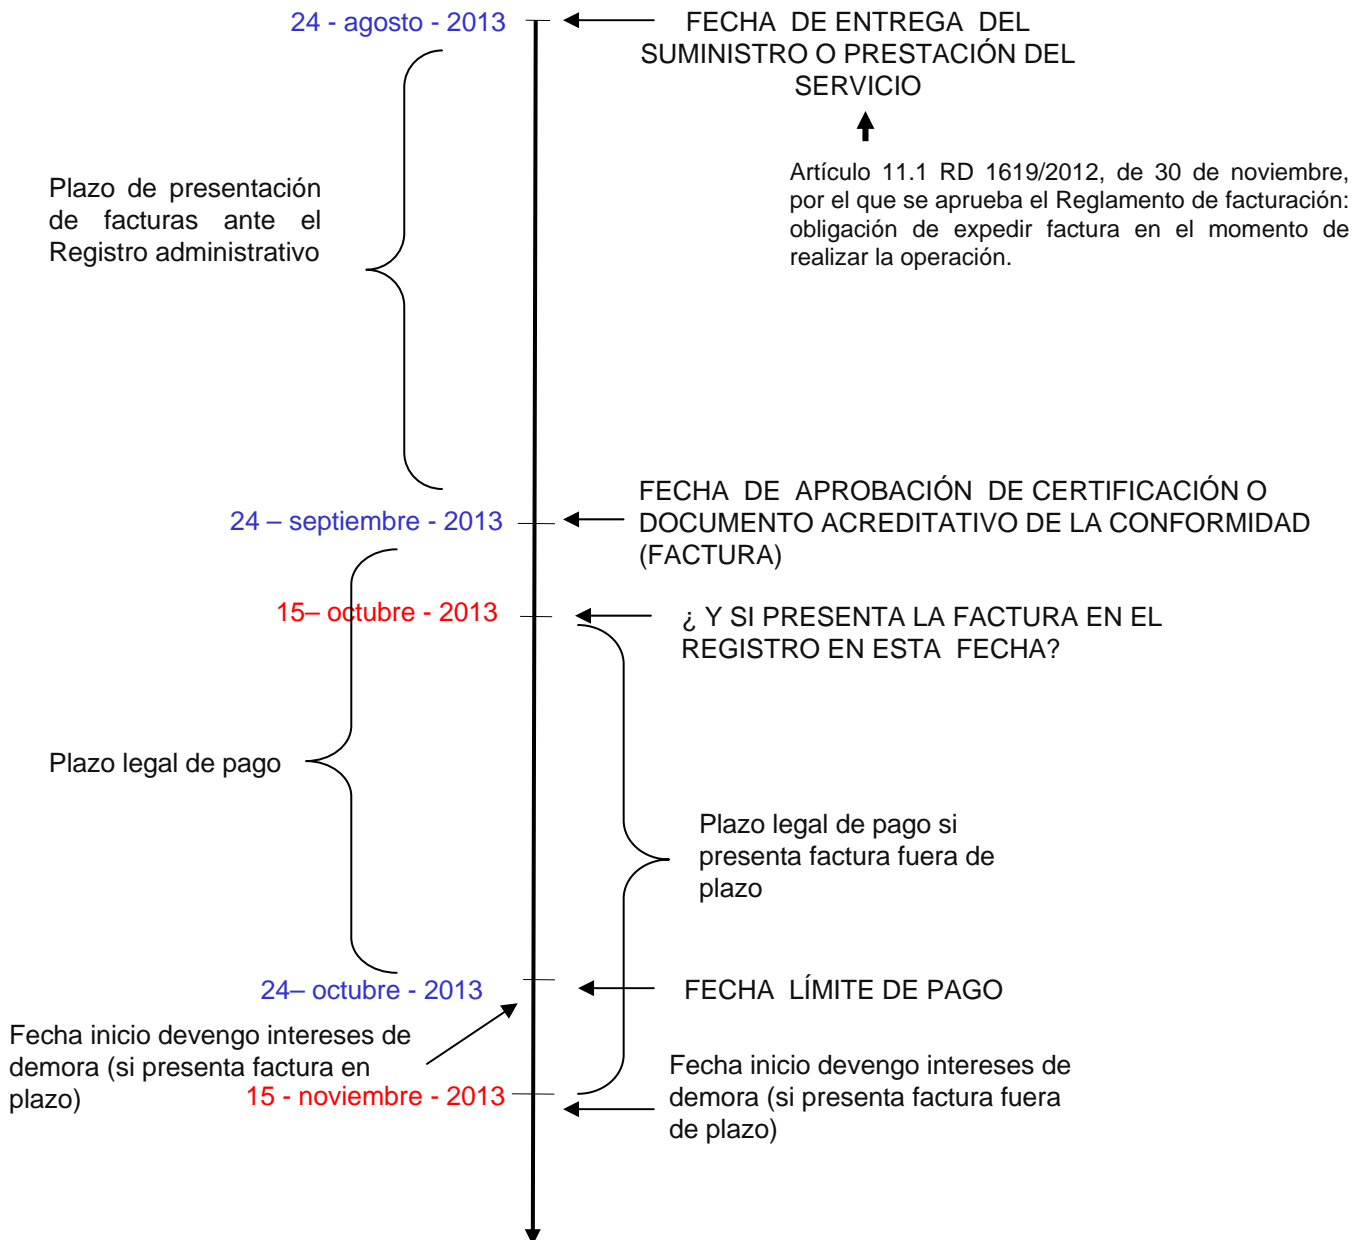 24 - agosto - 2013
FECHA DE ENTREGA DEL
SUMINISTRO O PRESTACIÓN DEL
SERVICIO
Artículo 11.1 RD 1619/2012, de 30 de noviembre,
por el que se aprueba el Reglamento de facturación:
obligación de expedir factura en el momento de
realizar la operación.
Plazo de presentación
de facturas ante el
Registro administrativo
24 – septiembre - 2013
FECHA DE APROBACIÓN DE CERTIFICACIÓN O
DOCUMENTO ACREDITATIVO DE LA CONFORMIDAD
(FACTURA)
15– octubre - 2013
¿ Y SI PRESENTA LA FACTURA EN EL
REGISTRO EN ESTA FECHA?
Plazo legal de pago
Plazo legal de pago si
presenta factura fuera de
plazo
24– octubre - 2013
FECHA LÍMITE DE PAGO
Fecha inicio devengo intereses de
demora (si presenta factura en
plazo)
15 - noviembre - 2013
Fecha inicio devengo intereses de
demora (si presenta factura fuera
de plazo)